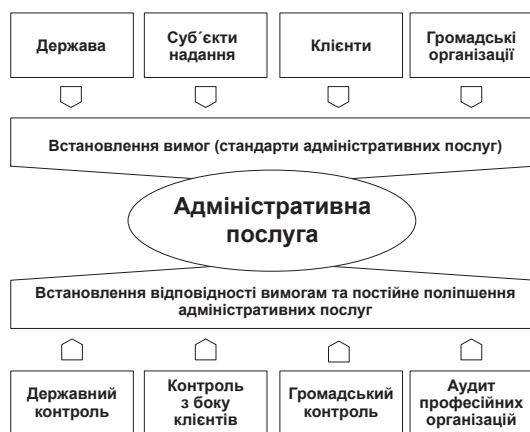 Держава
Суб´єкти
надання
Клієнти
Громадські
організації
Встановлення вимог (стандарти адміністративних послуг)
Адміністративна
послуга
Встановлення відповідності вимогам та постійне поліпшення
адміністративних послуг
Державний
контроль
Контроль
з боку
клієнтів
Громадський
контроль
Аудит
професійних
організацій